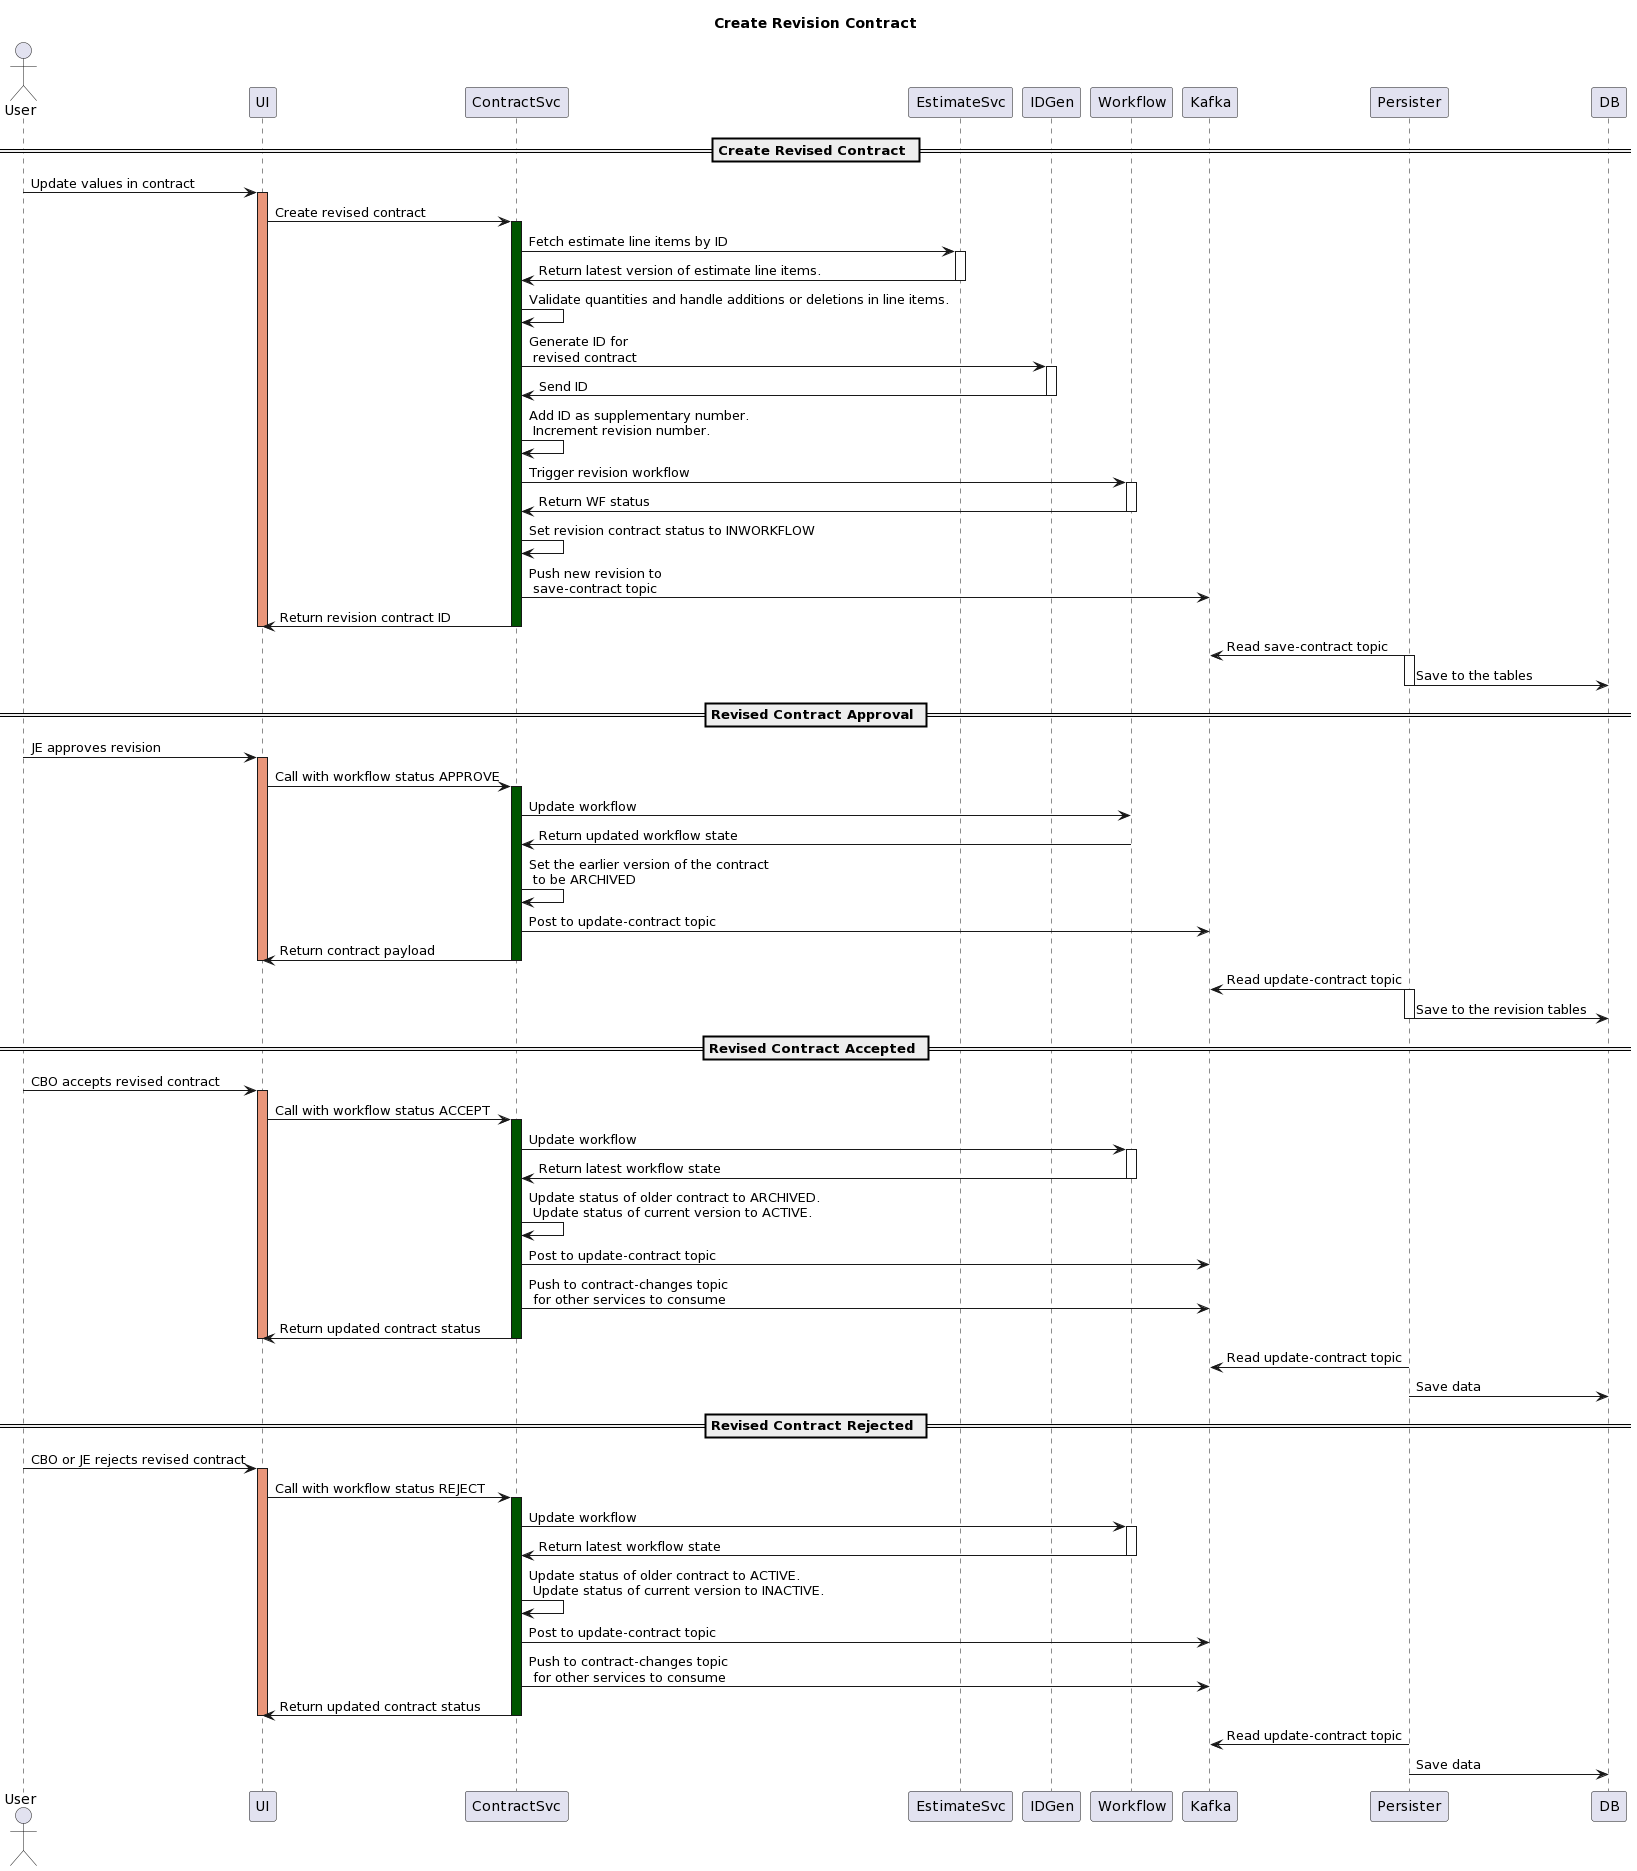 Create Revision Contract
User
UI
ContractSvc
EstimateSvc
IDGen
Workflow
Kafka
Persister
DB
Create Revised Contract
Update values in contract
Create revised contract
Fetch estimate line items by ID
Return latest version of estimate line items.
Validate quantities and handle additions or deletions in line items.
Generate ID for
revised contract
Send ID
Add ID as supplementary number.
Increment revision number.
Trigger revision workflow
Return WF status
Set revision contract status to INWORKFLOW
Push new revision to
save-contract topic
Return revision contract ID
Read save-contract topic
Save to the tables
Revised Contract Approval
JE approves revision
Call with workflow status APPROVE
Update workflow
Return updated workflow state
Set the earlier version of the contract
to be ARCHIVED
Post to update-contract topic
Return contract payload
Read update-contract topic
Save to the revision tables
Revised Contract Accepted
CBO accepts revised contract
Call with workflow status ACCEPT
Update workflow
Return latest workflow state
Update status of older contract to ARCHIVED.
Update status of current version to ACTIVE.
Post to update-contract topic
Push to contract-changes topic
for other services to consume
Return updated contract status
Read update-contract topic
Save data
Revised Contract Rejected
CBO or JE rejects revised contract
Call with workflow status REJECT
Update workflow
Return latest workflow state
Update status of older contract to ACTIVE.
Update status of current version to INACTIVE.
Post to update-contract topic
Push to contract-changes topic
for other services to consume
Return updated contract status
Read update-contract topic
Save data
User
UI
ContractSvc
EstimateSvc
IDGen
Workflow
Kafka
Persister
DB